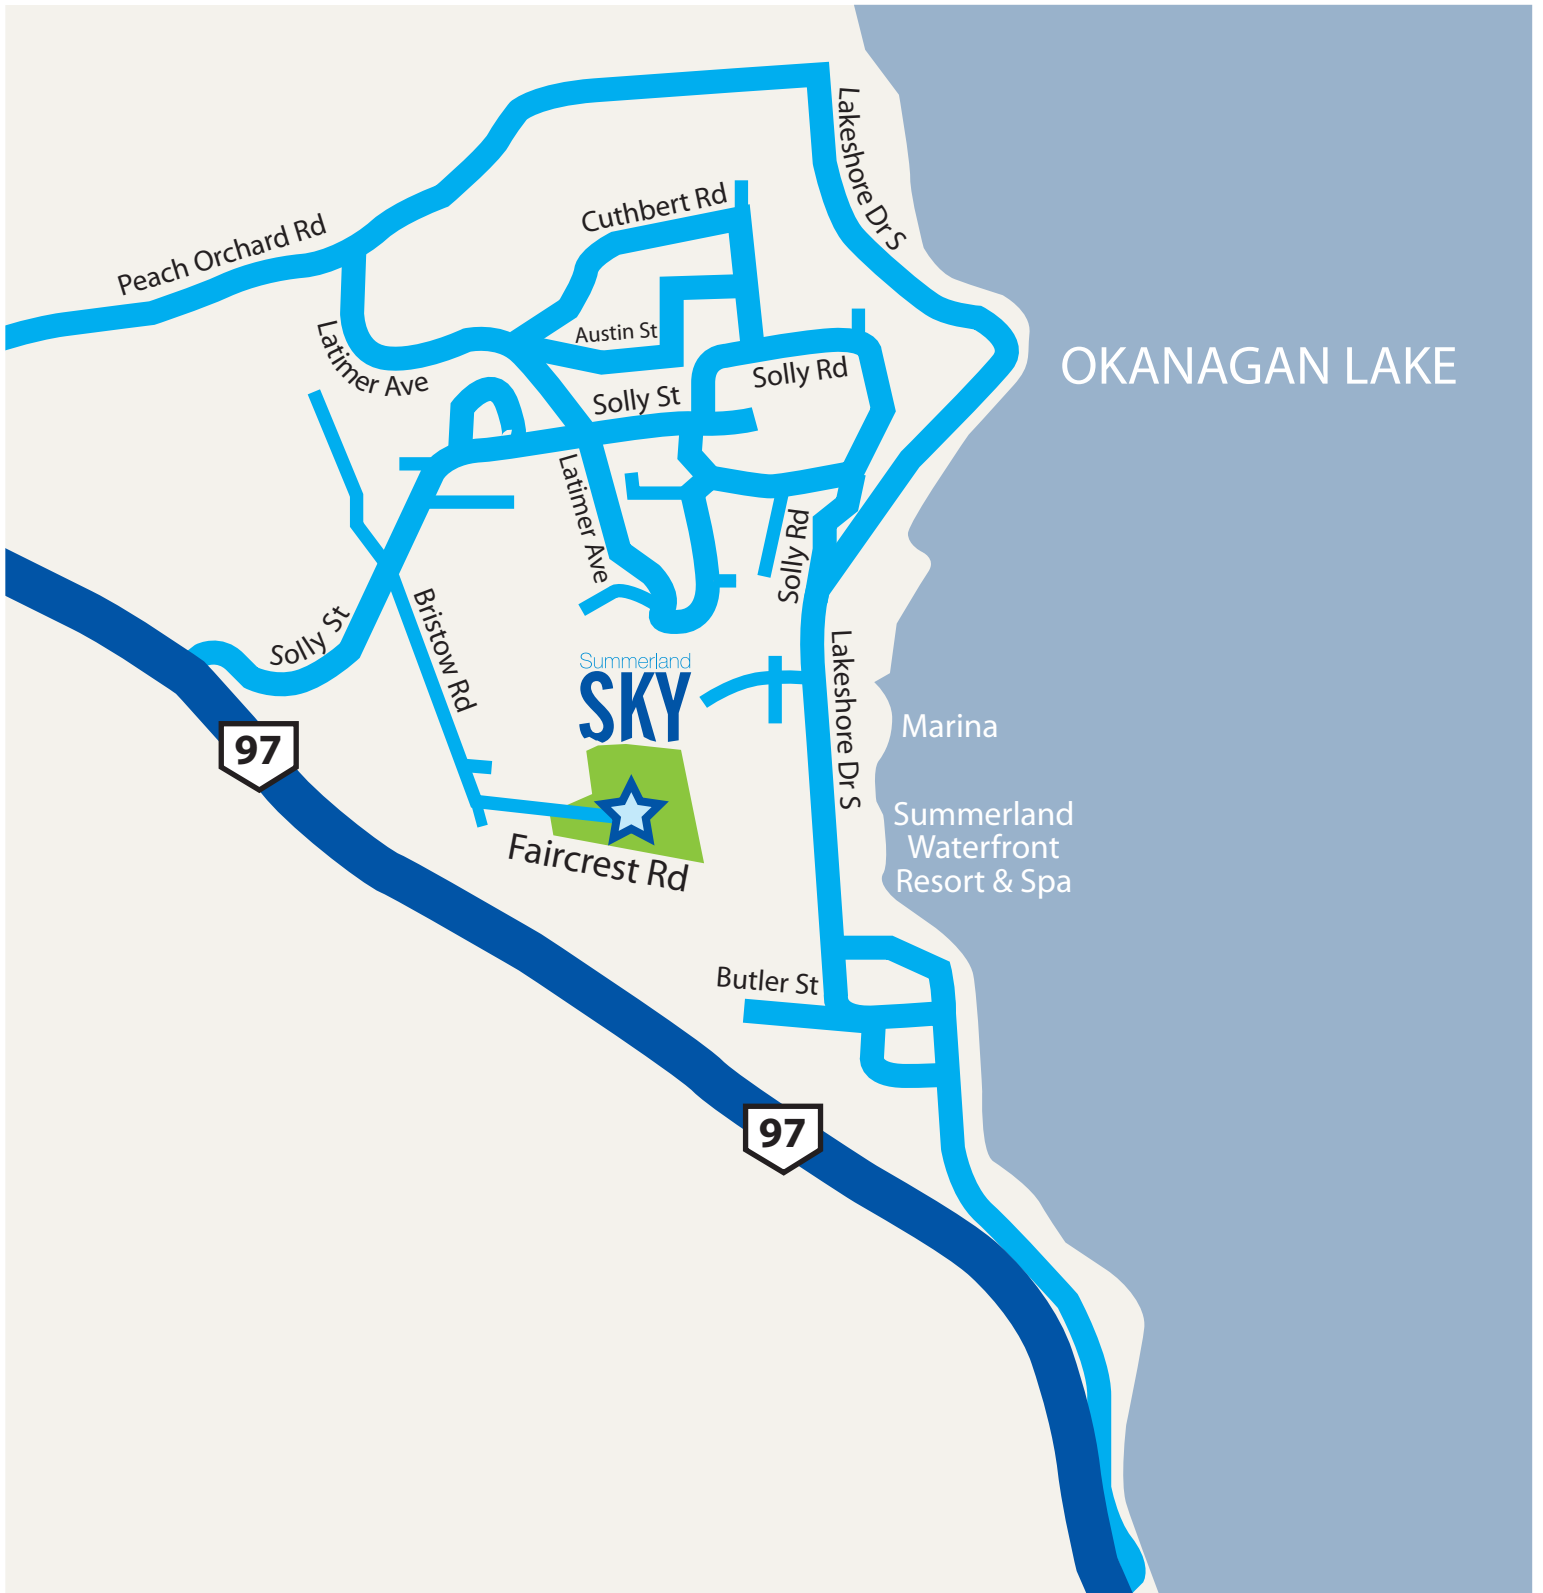 Lakeshore Dr S
Cuthbert Rd
Peach Orchard Rd
Austin St
Latimer Ave
OKANAGAN LAKE
Solly Rd
Solly St
Latimer Ave
Solly Rd
Bristow Rd
Solly St
Summerland
SKY
Lakeshore Dr S
Marina
97
Summerland
Waterfront
Resort & Spa
Faircrest Rd
Butler St
97